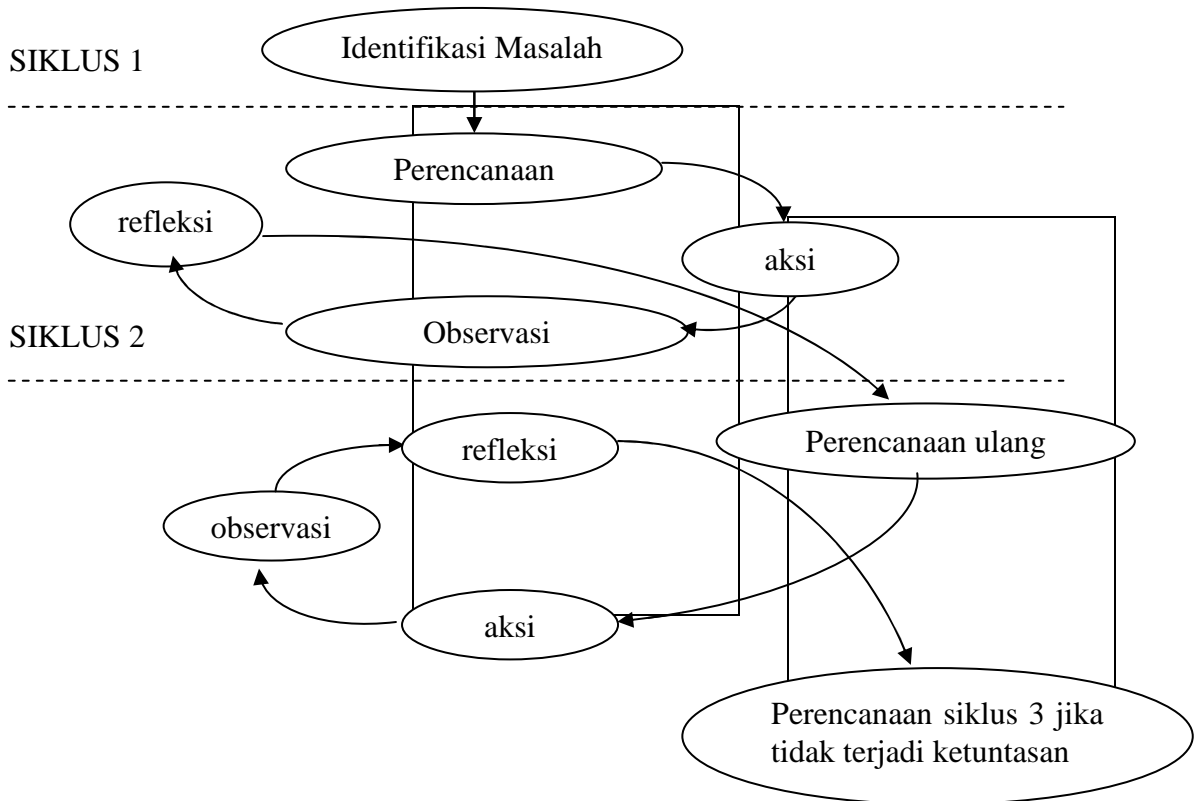 Identifikasi Masalah
SIKLUS 1
Perencanaan
refleksi
aksi
Observasi
SIKLUS 2
Perencanaan ulang
refleksi
observasi
aksi
Perencanaan siklus 3 jika
tidak terjadi ketuntasan